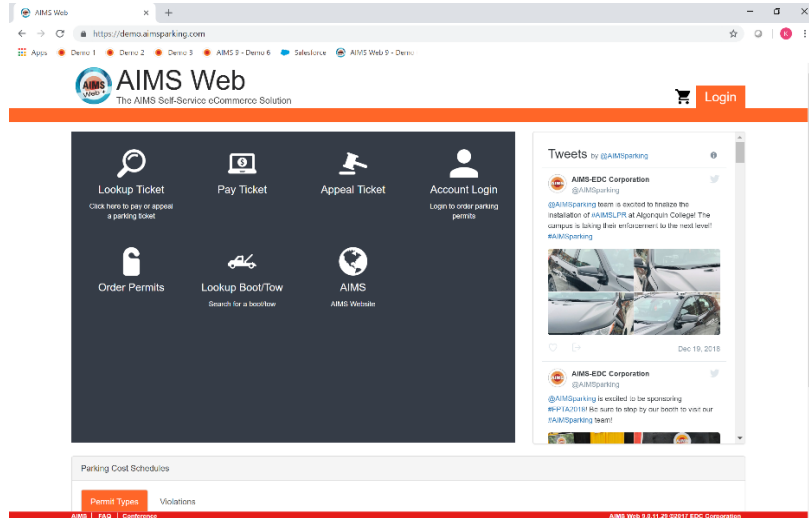 AIMS Web
https://demo.aimsparking.com
Apps
Demo 1
Demo 2
Demo 3
AIMS 9 - Demo 6
Salesforce
AIMS Web 9 - Demo
K
AIMS
Web
AIMS Web
The AIMS Self-Service eCommerce Solution
Login
Lookup Ticket
Click here to pay or appeal
a parking ticket
Pay Ticket
Appeal Ticket
Account Login
Login to order parking
permits
Order Permits
Lookup Boot/Tow
Search for a boot/tow
AIMS
AIMS Website
Tweets by @AIMSparking
AIMS-EDC Corporation
@AIMSparking
@AIMSparking team is excited to finalize the
installation of #AIMSLPR at Algonquin College! The
campus is taking their enforcement to the next level!
#AIMSparking
Dec 19, 2018
AIMS-EDC Corporation
@AIMSparking
@AIMSparking is excited to be sponsoring
#FPTA2018! Be sure to stop by our booth to visit our
#AIMSparking team!
Parking Cost Schedules
Permit Types
Violations
AIMS | FAQ | Conference
AIMS Web 9.0.11.29 ©2017 EDC Corporation